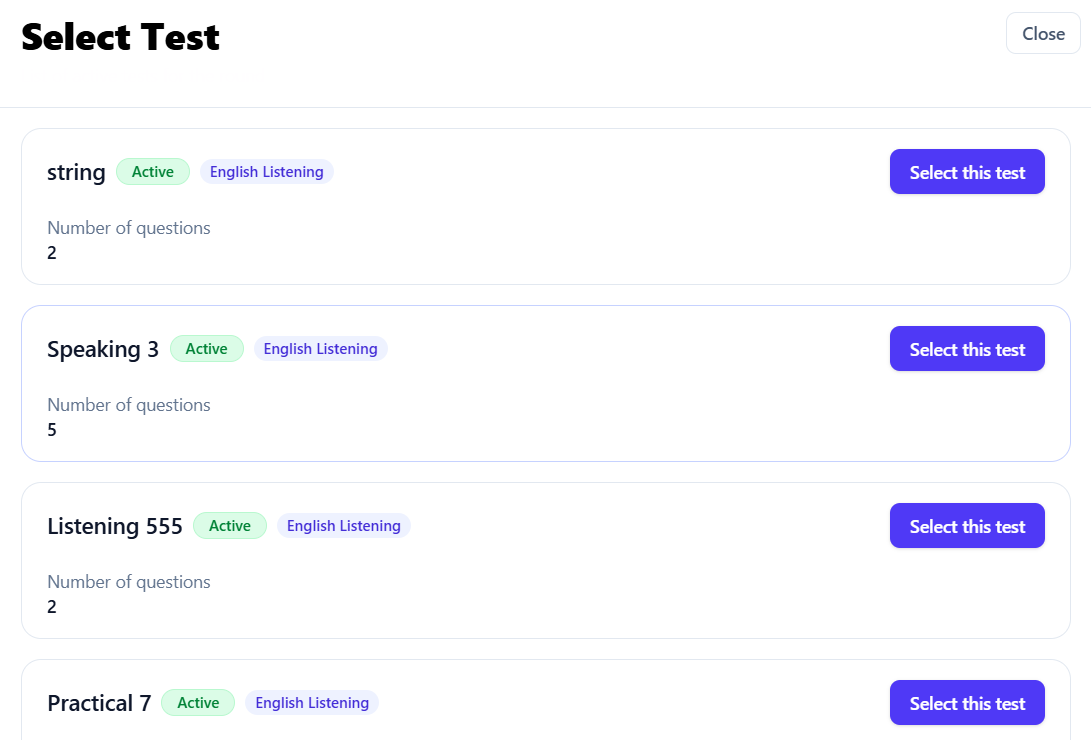 Select Test
Close
string Active English Listening Select this test
Number of questions
2
Speaking 3 Active English Listening Select this test
Number of questions
5
Listening 555 Active English Listening Select this test
Number of questions
2
Practical 7 Active English Listening Select this test